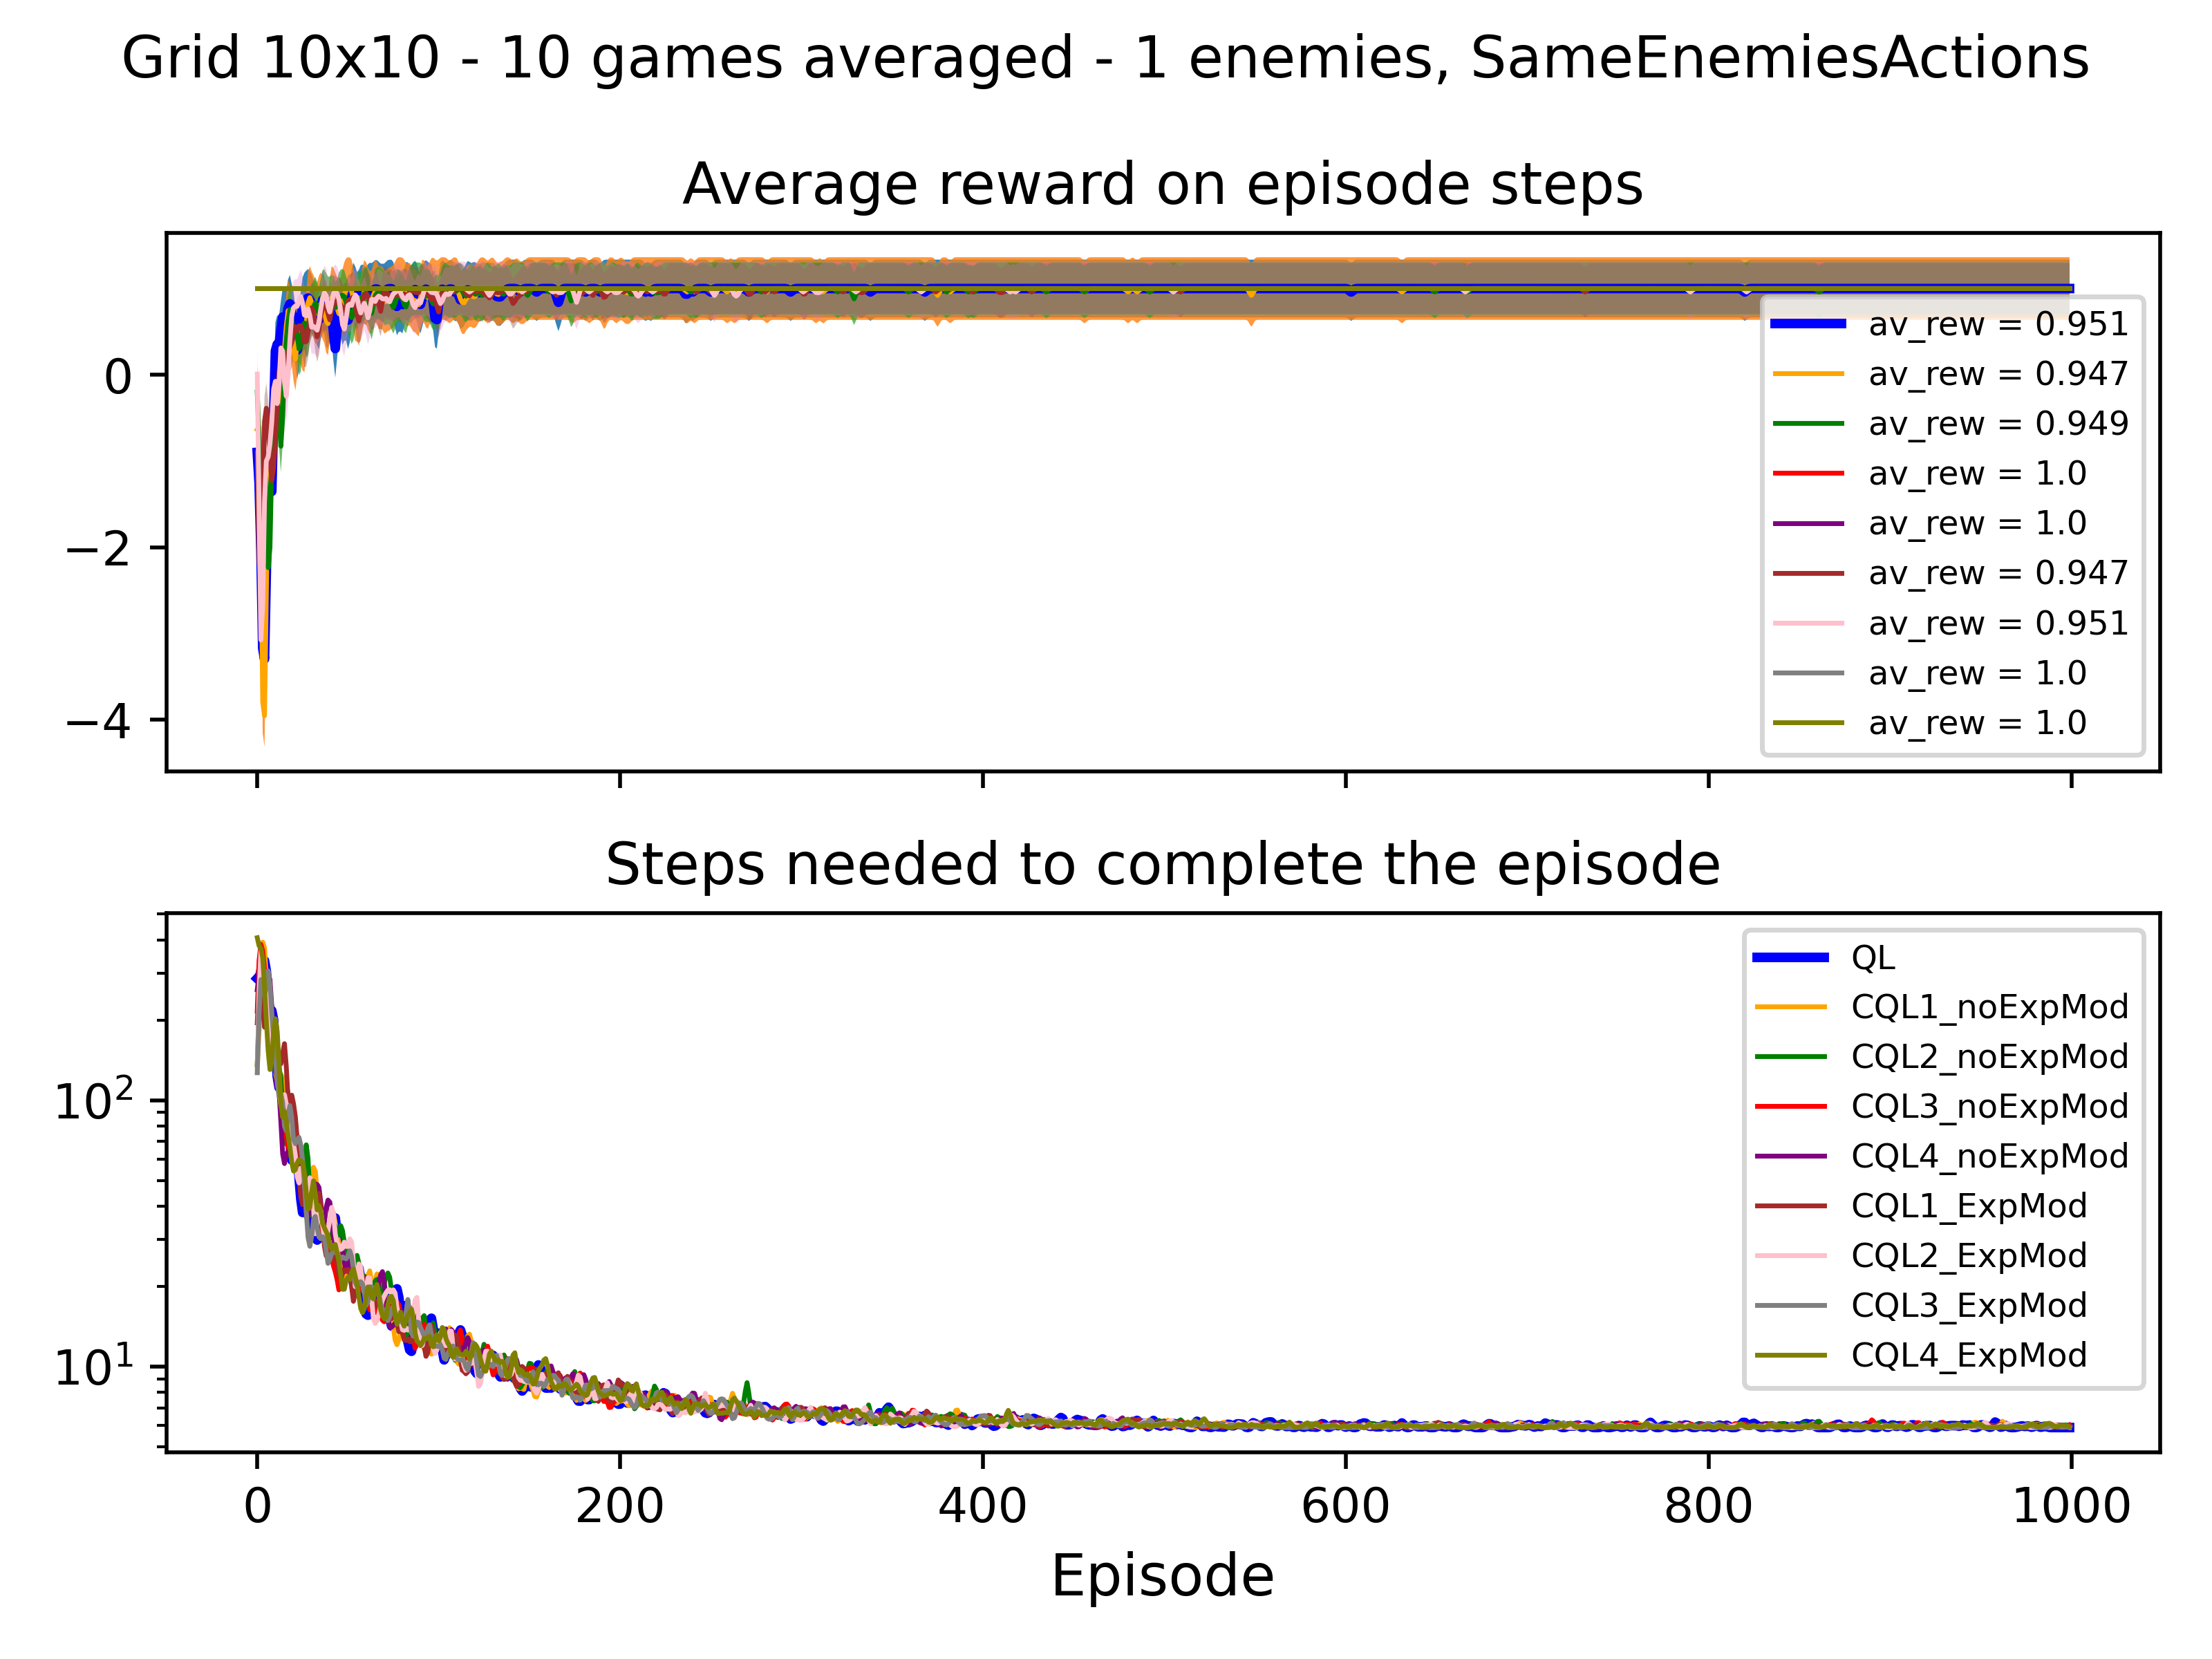 Grid 10x10 - 10 games averaged - 1 enemies, SameEnemiesActions
Average reward on episode steps
0
−2
−4
av_rew = 0.951
av_rew = 0.947
av_rew = 0.949
av_rew = 1.0
av_rew = 1.0
av_rew = 0.947
av_rew = 0.951
av_rew = 1.0
av_rew = 1.0
Steps needed to complete the episode
10²
10¹
QL
CQL1_noExpMod
CQL2_noExpMod
CQL3_noExpMod
CQL4_noExpMod
CQL1_ExpMod
CQL2_ExpMod
CQL3_ExpMod
CQL4_ExpMod
0 200 400 600 800 1000
Episode